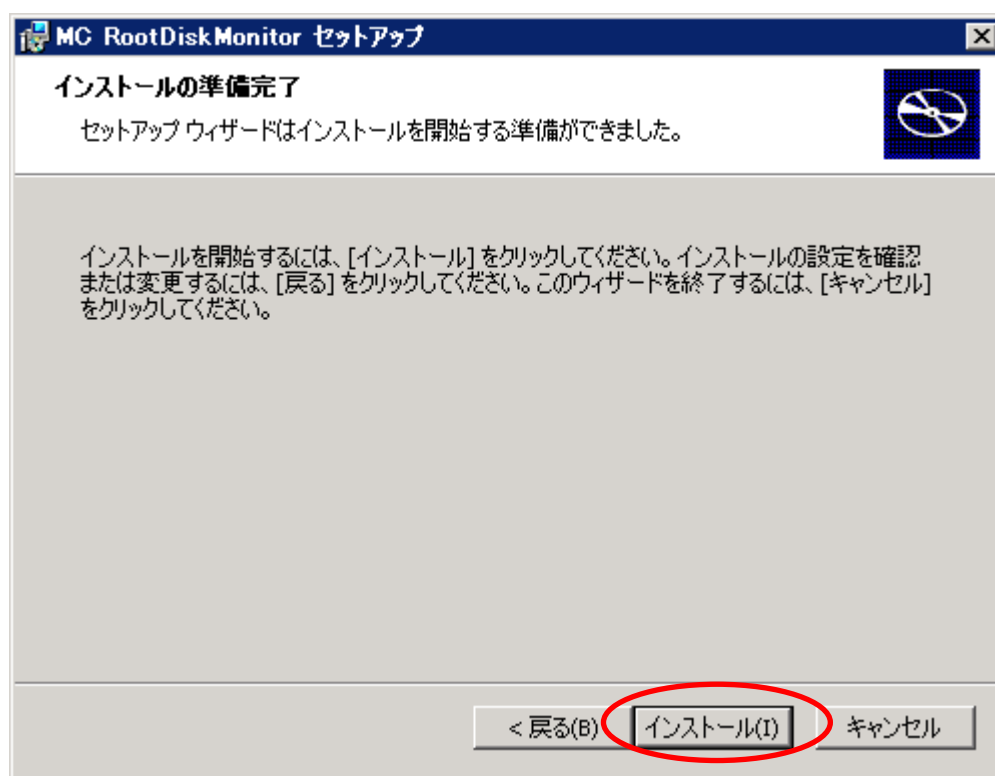 MC RootDiskMonitor セットアップ
インストールの準備完了
セットアップ ウィザードはインストールを開始する準備ができました。
インストールを開始するには、[インストール] をクリックしてください。インストールの設定を確認
または変更するには、[戻る] をクリックしてください。このウィザードを終了するには、[キャンセル]
をクリックしてください。
< 戻る(B)
インストール(I)
キャンセル